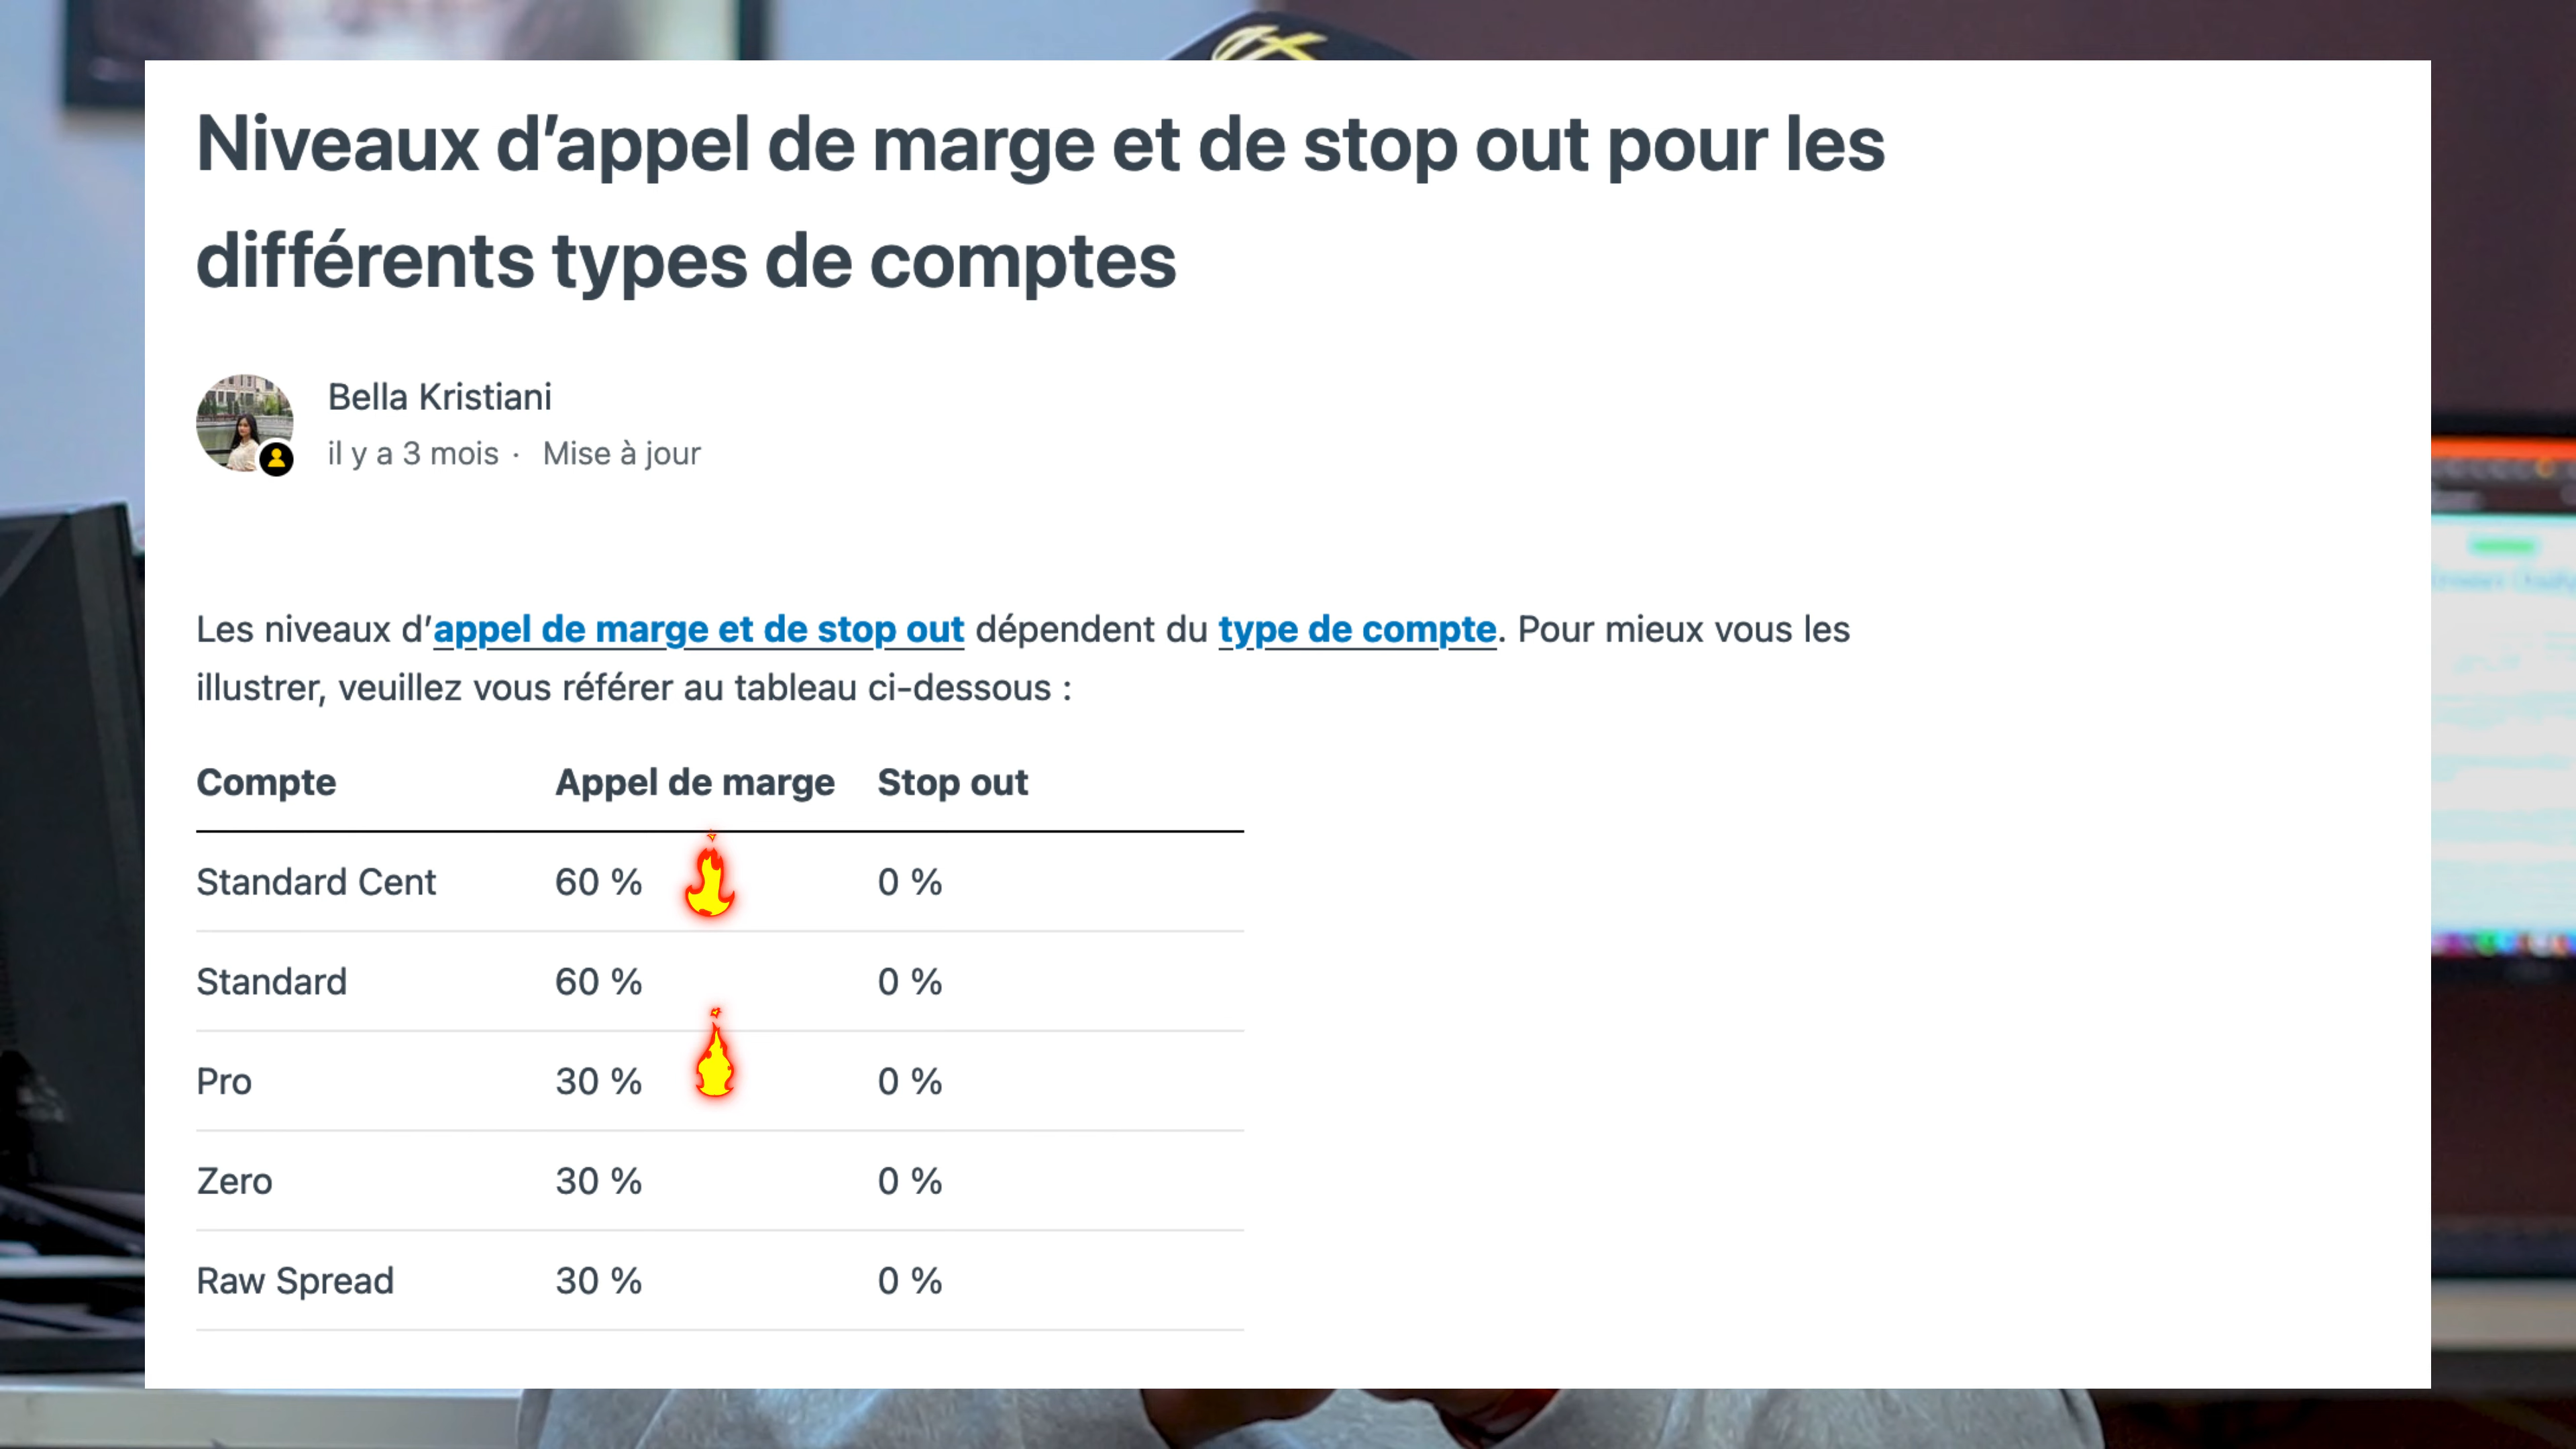 Niveaux d’appel de marge et de stop out pour les
différents types de comptes
Bella Kristiani
il y a 3 mois · Mise à jour
Les niveaux d’appel de marge et de stop out dépendent du type de compte. Pour mieux vous les
illustrer, veuillez vous référer au tableau ci-dessous :
Compte Appel de marge Stop out
Standard Cent 60 % 0 %
Standard 60 % 0 %
Pro 30 % 0 %
Zero 30 % 0 %
Raw Spread 30 % 0 %